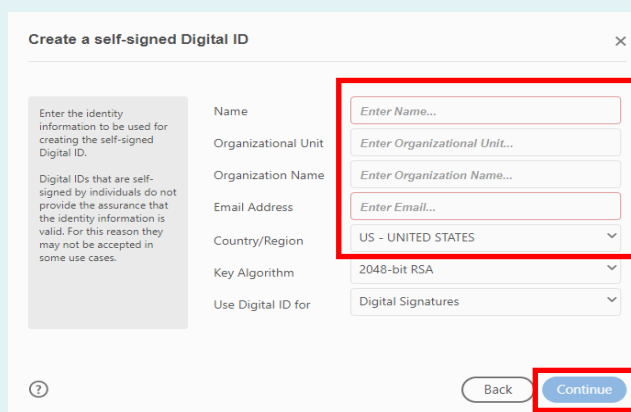 Create a self-signed Digital ID
×
Enter the identity
information to be used for
creating the self-signed
Digital ID.
Digital IDs that are self-
signed by individuals do not
provide the assurance that
the identity information is
valid. For this reason they
may not be accepted in
some use cases.
Name
Enter Name...
Organizational Unit
Enter Organizational Unit...
Organization Name
Enter Organization Name...
Email Address
Enter Email...
Country/Region
US - UNITED STATES
Key Algorithm
2048-bit RSA
Use Digital ID for
Digital Signatures
?
Back
Continue